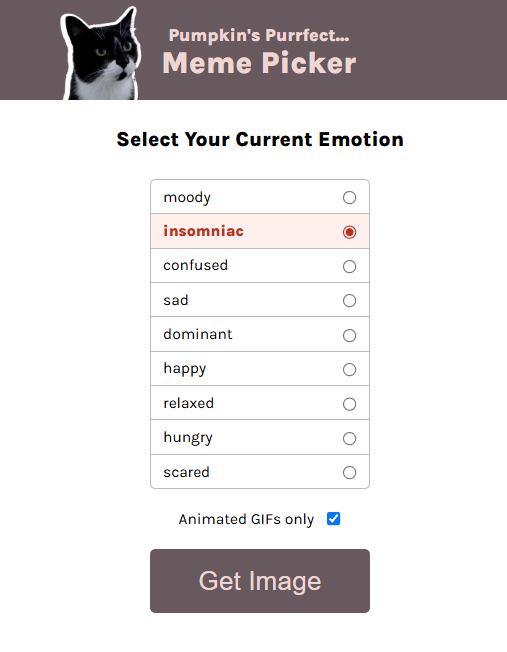 Pumpkin's Purrfect...
Meme Picker
Select Your Current Emotion
moody
insomniac
confused
sad
dominant
happy
relaxed
hungry
scared
Animated GIFs only
Get Image